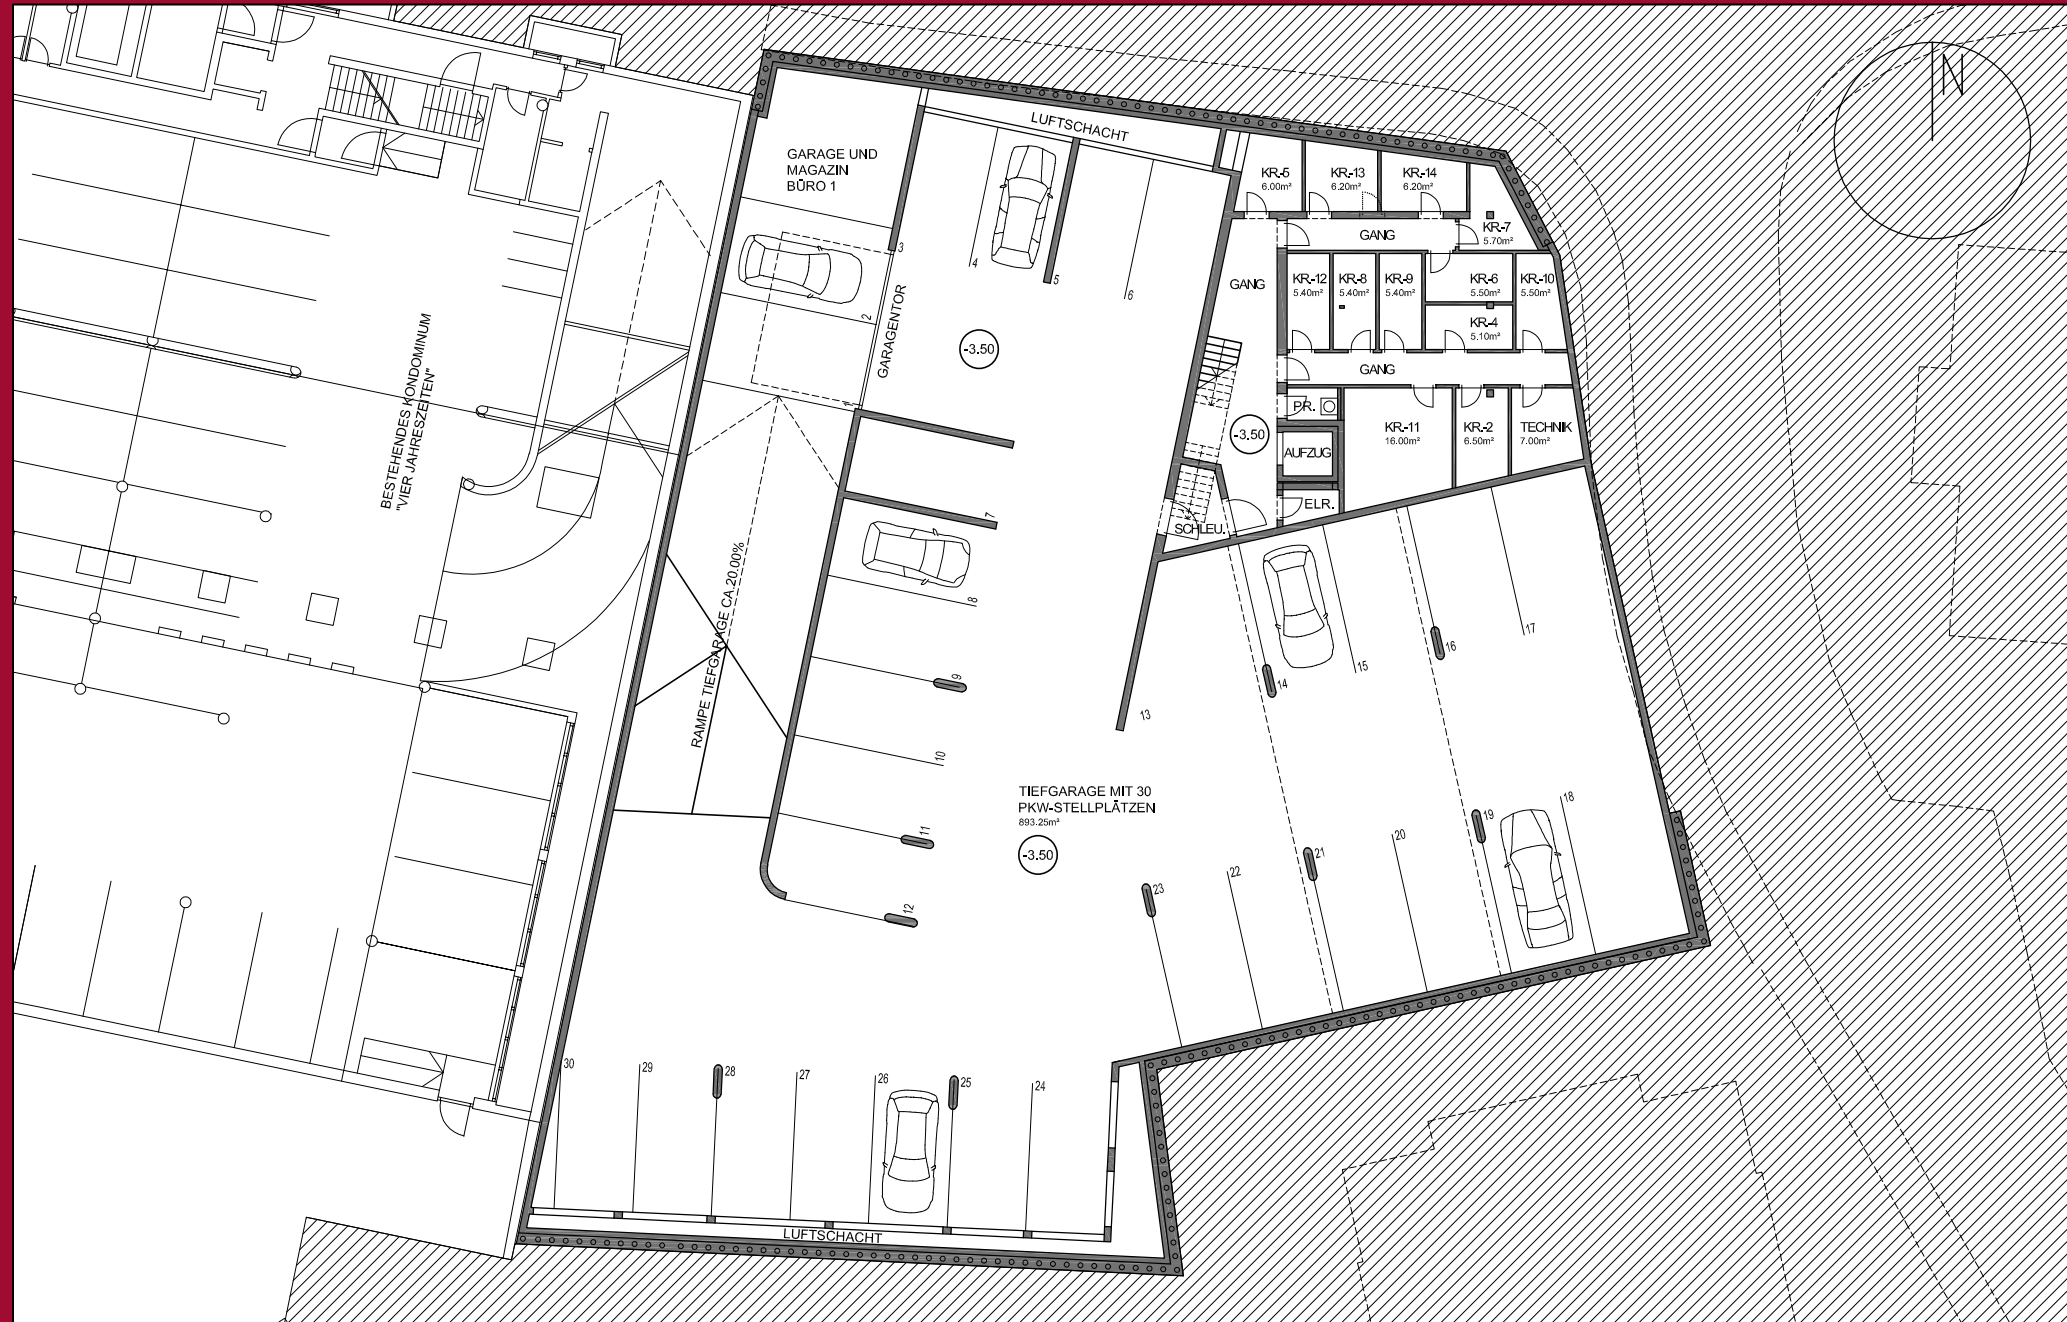 LUFTSCHACHT
N
GARAGE UND
MAGAZIN
BÜRO 1
KR-5
6.00m²
KR-13
6.20m²
KR-14
6.20m²
KR-7
5.70m²
GANG
GANG
KR-12
5.40m²
KR-8
5.40m²
KR-9
5.40m²
KR-6
5.50m²
KR-10
5.50m²
KR-4
5.10m²
GANG
3
4
5
6
2
GARAGENTOR
-3.50
BESTEHENDES KONDOMINIUM
"VIER JAHRESZEITEN"
PR.
-3.50
AUFZUG
KR-11
16.00m²
KR-2
6.50m²
TECHNIK
7.00m²
ELR.
SCHLEU.
7
8
9
10
11
12
RAMPE TIEFGARAGE CA.20.00%
13
14
15
16
17
TIEFGARAGE MIT 30
PKW-STELLPLÄTZEN
893.25m²
-3.50
18
19
20
21
22
23
30
29
28
27
26
25
24
LUFTSCHACHT